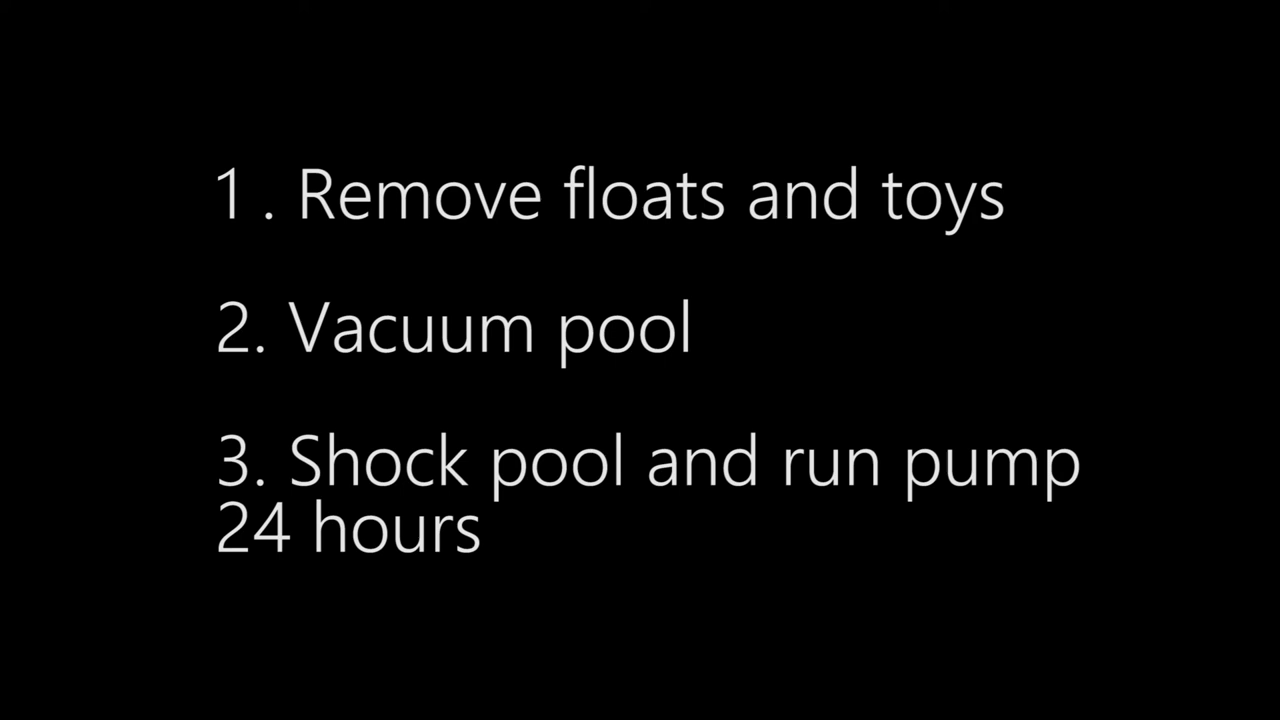 1 . Remove floats and toys
2. Vacuum pool
3. Shock pool and run pump
24 hours